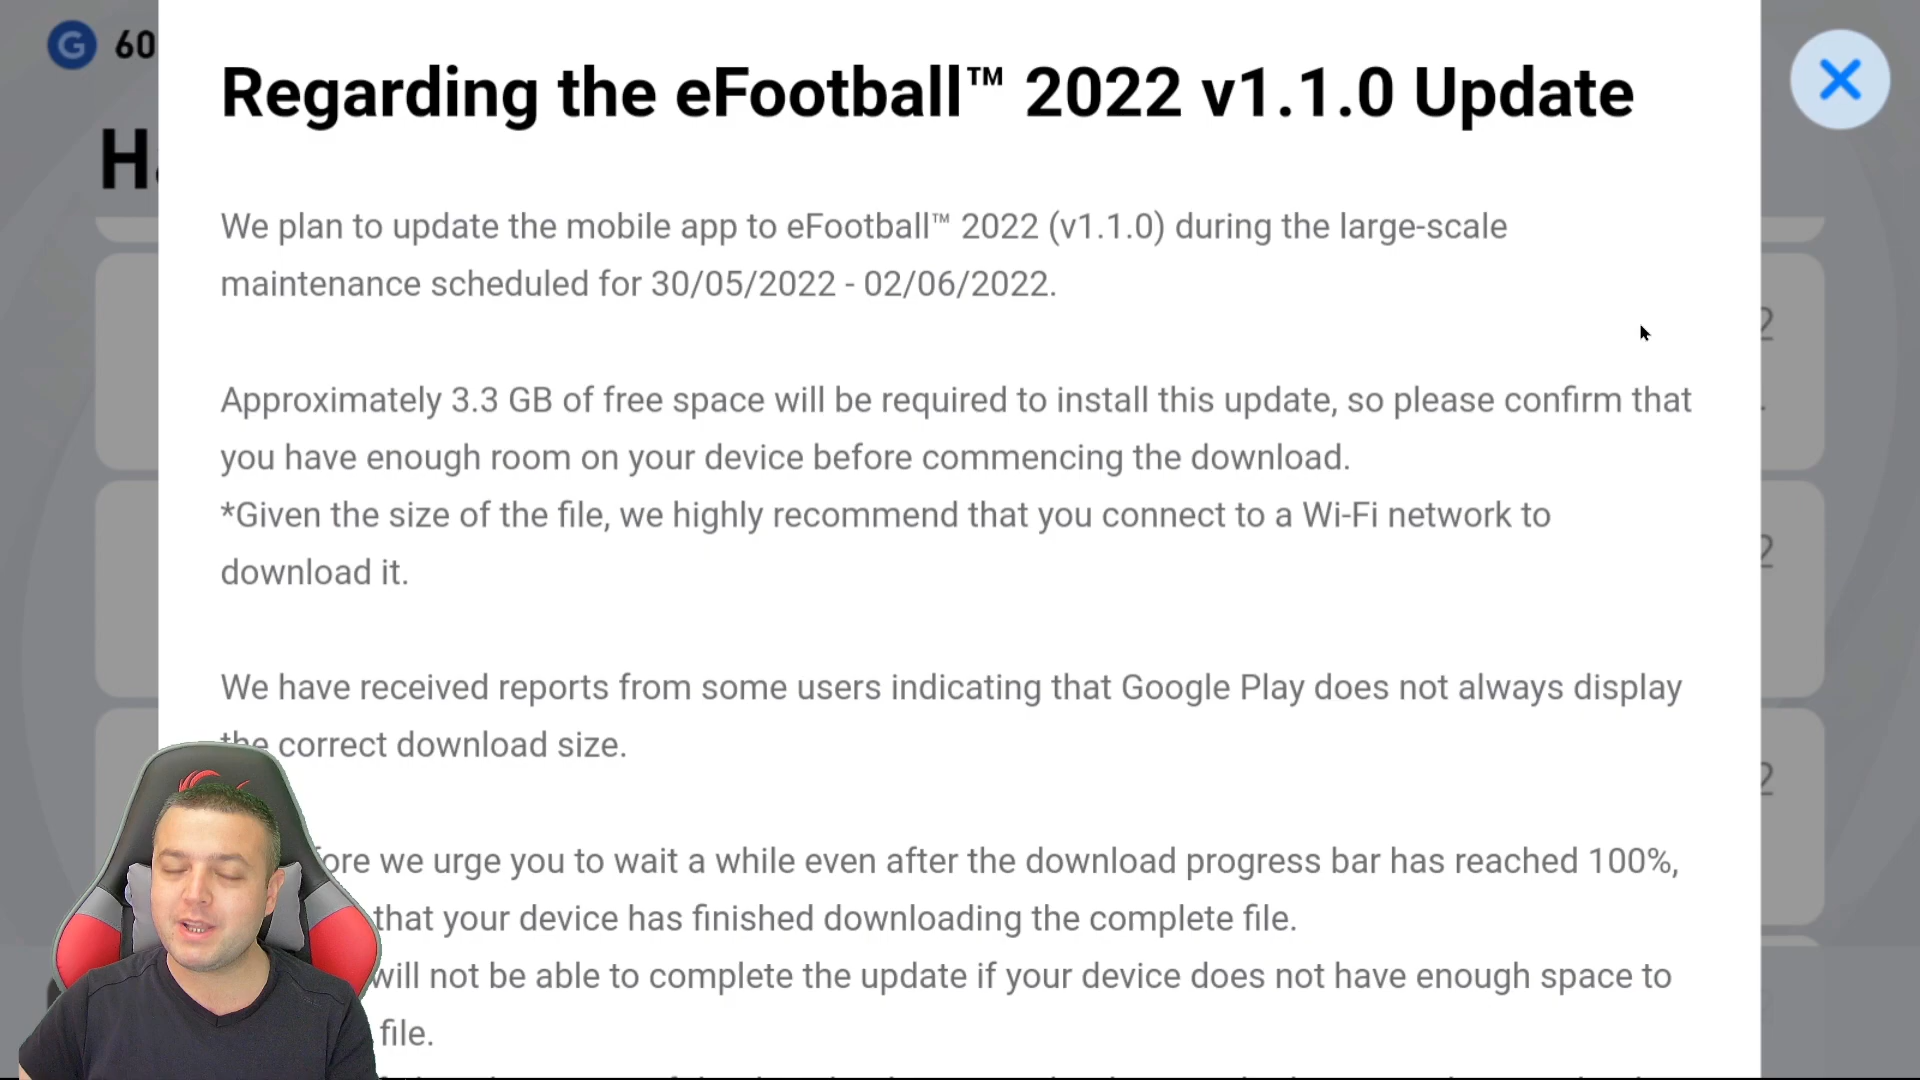 G 60
Regarding the eFootball™ 2022 v1.1.0 Update
We plan to update the mobile app to eFootball™ 2022 (v1.1.0) during the large-scale
maintenance scheduled for 30/05/2022 - 02/06/2022.
Approximately 3.3 GB of free space will be required to install this update, so please confirm that
you have enough room on your device before commencing the download.
*Given the size of the file, we highly recommend that you connect to a Wi-Fi network to
download it.
We have received reports from some users indicating that Google Play does not always display
the correct download size.
we urge you to wait a while even after the download progress bar has reached 100%,
that your device has finished downloading the complete file.
will not be able to complete the update if your device does not have enough space to
file.